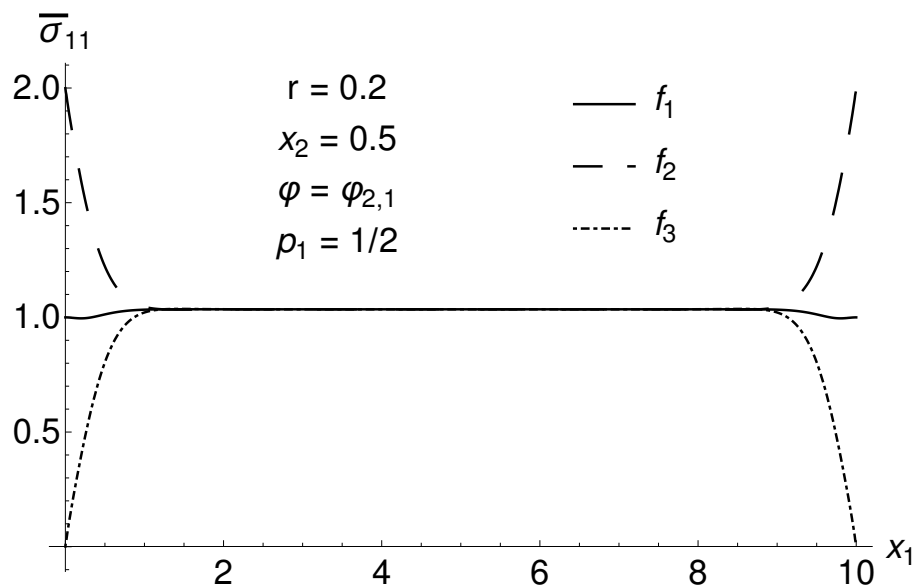 σ̅₁₁
2.0
1.5
1.0
0.5
r = 0.2
x₂ = 0.5
φ = φ₂,₁
p₁ = 1/2
f₁
f₂
f₃
2
4
6
8
10
x₁